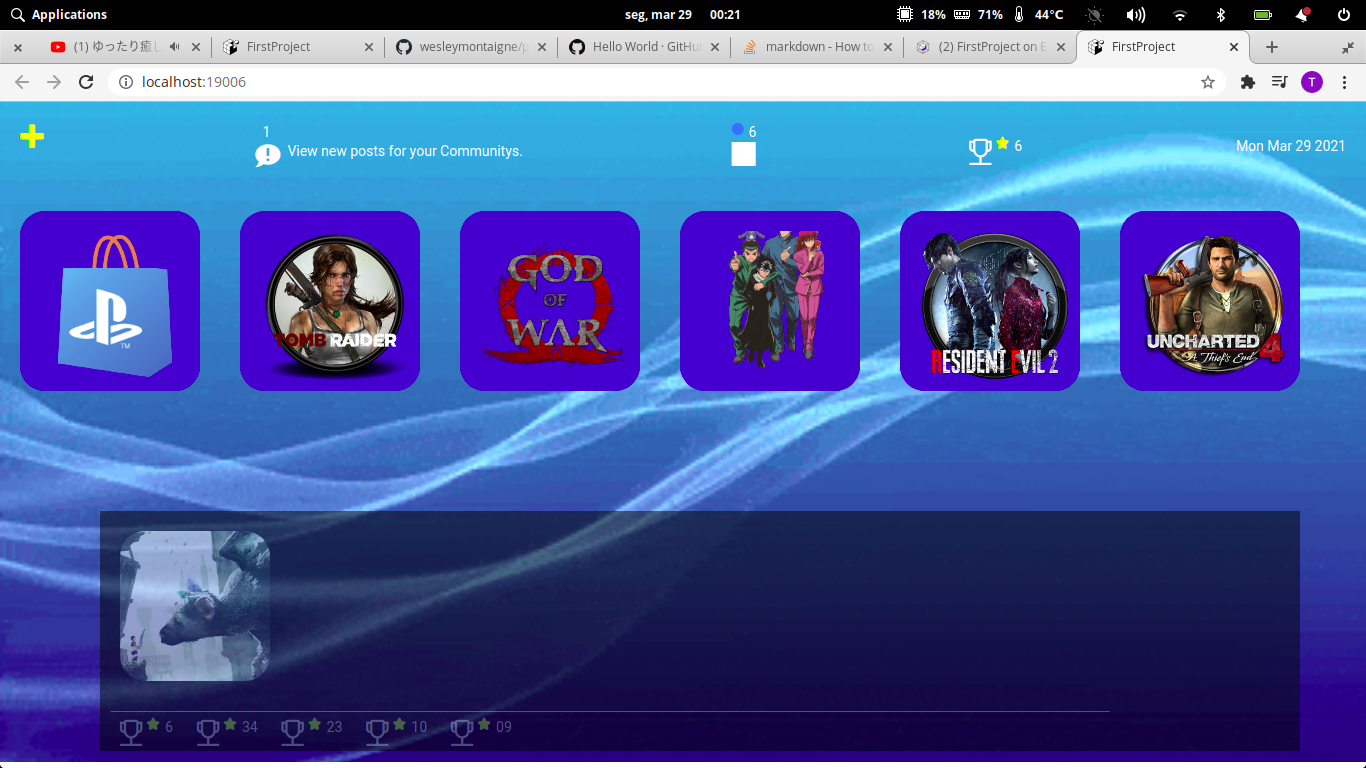 Applications
seg, mar 29 00:21
18% 71% 44°C
(1) ゆったり癒し
FirstProject
wesleymontaigne/p
Hello World · GitHu
markdown - How to
(2) FirstProject on E
FirstProject
localhost:19006
T
1
View new posts for your Communitys.
6
6
Mon Mar 29 2021
TM
TOMB RAIDER
GOD
OF
WAR
RESIDENT EVIL 2
UNCHARTED 4
A Thief's End
6 34 23 10 09